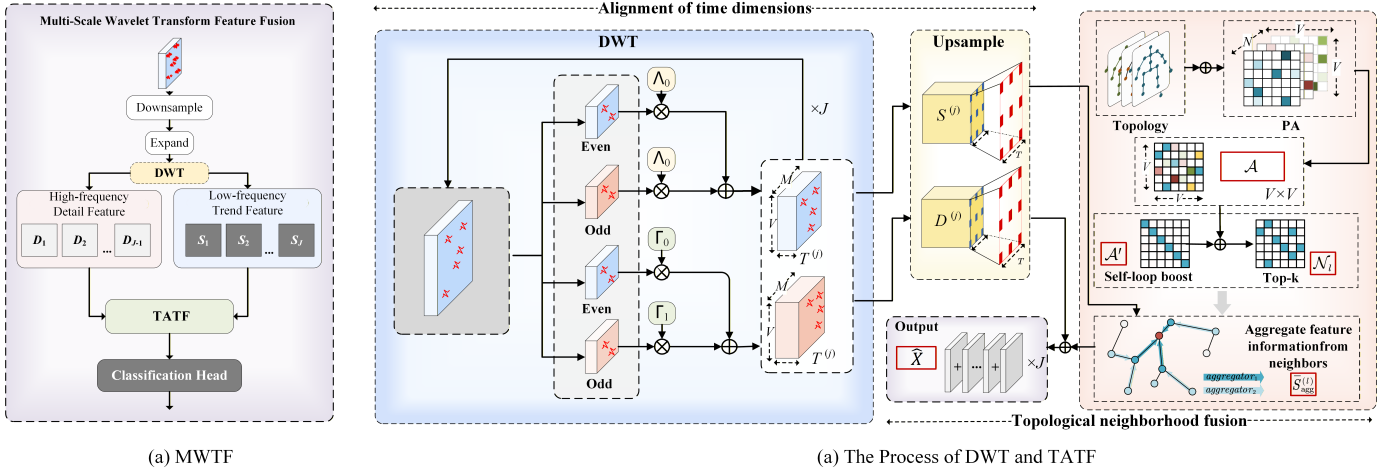 Multi-Scale Wavelet Transform Feature Fusion
Downsample
Expand
DWT
High-frequency
Detail Feature
D1 D2 ... DJ-1
Low-frequency
Trend Feature
S1 S2 ... SJ
TATF
Classification Head
(a) MWTF
Alignment of time dimensions
DWT
Even
Odd
Even
Odd
Λ0
Λ0
Γ0
Γ1
×J
M
V
T(j)
M
V
T(j)
Upsample
S(j)
T
D(j)
T
Output
X̂
+ ... +
×J
Topology
N
V
V
PA
I
V
𝒜
V×V
𝒜′
Self-loop boost
Top-k
𝒩l
Aggregate feature
informationfrom
neighbors
aggregator1
aggregator2
S̅agg(l)
Topological neighborhood fusion
(a) The Process of DWT and TATF